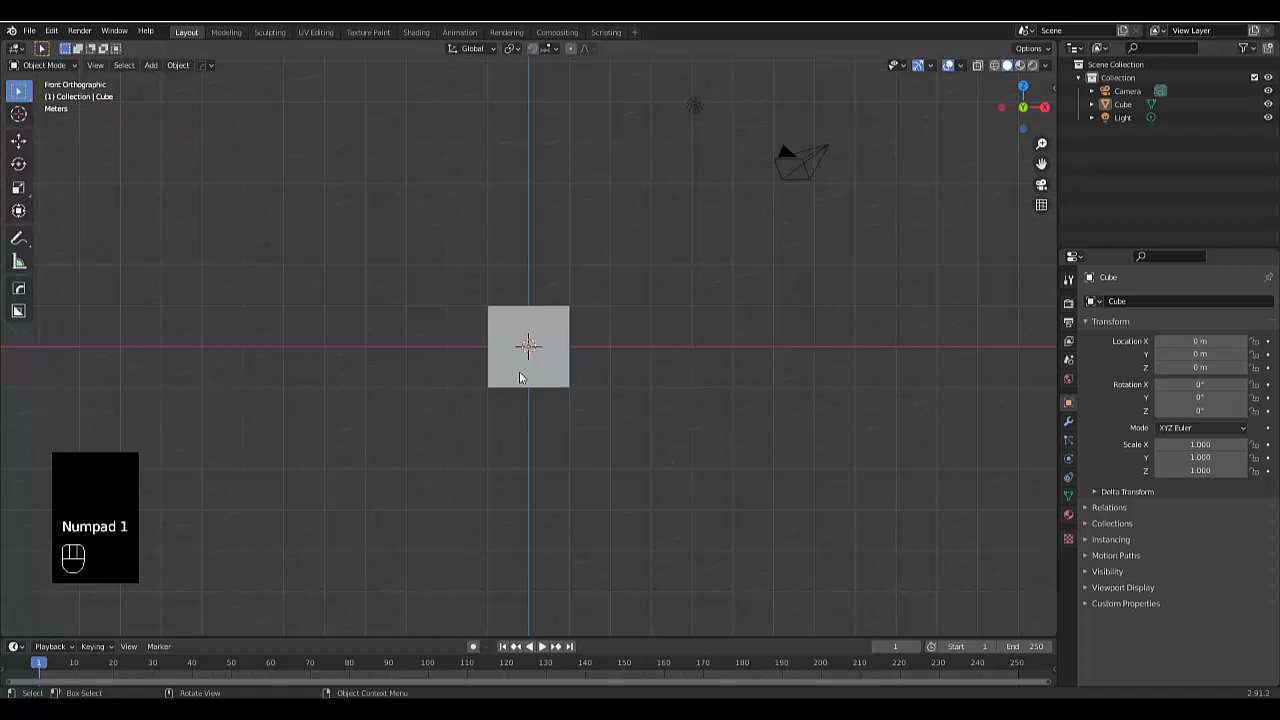 File Edit Render Window Help Layout Modeling Sculpting UV Editing Texture Paint Shading Animation Rendering Compositing Scripting + Scene View Layer
Global Options
Object Mode View Select Add Object
Front Orthographic
(1) Collection | Cube
Meters
Z
Y X
Scene Collection
Collection
Camera
Cube
Light
Cube
Cube
Transform
Location X 0 m
Y 0 m
Z 0 m
Rotation X 0°
Y 0°
Z 0°
Mode XYZ Euler
Scale X 1.000
Y 1.000
Z 1.000
Delta Transform
Relations
Collections
Instancing
Motion Paths
Visibility
Viewport Display
Custom Properties
Numpad 1
Playback Keying View Marker 1 Start 1 End 250
1 10 20 30 40 50 60 70 80 90 100 110 120 130 140 150 160 170 180 190 200 210 220 230 240 250
Select Box Select Rotate View Object Context Menu 2.91.2